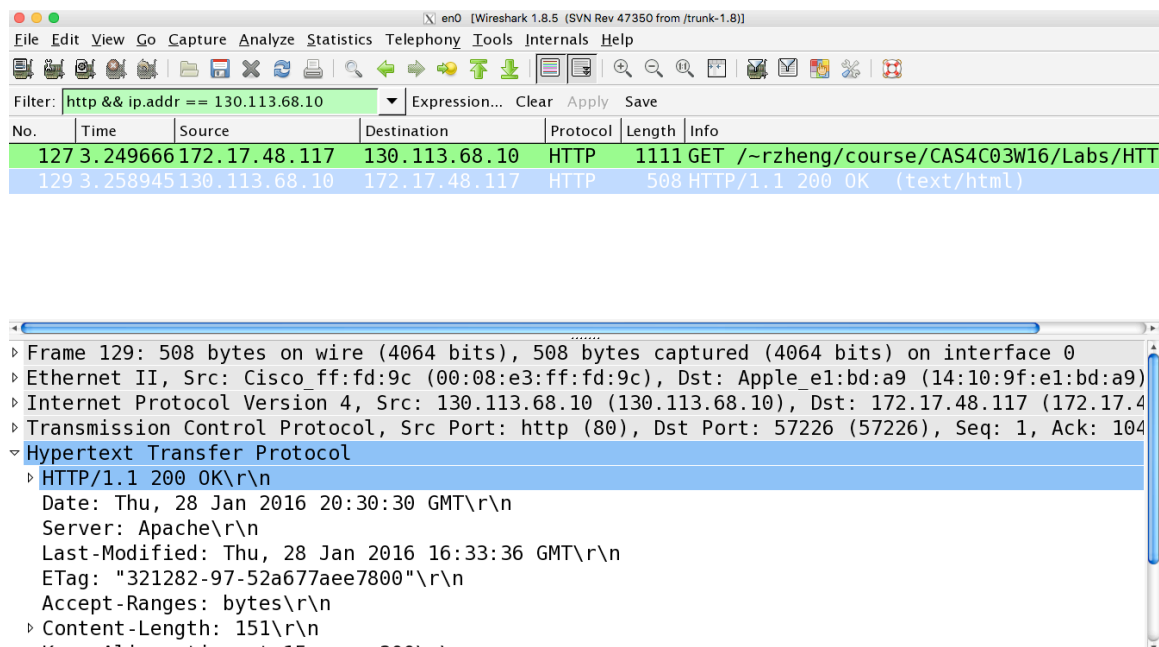 en0 [Wireshark 1.8.5 (SVN Rev 47350 from /trunk-1.8)]
File Edit View Go Capture Analyze Statistics Telephony Tools Internals Help
Filter: http && ip.addr == 130.113.68.10 Expression... Clear Apply Save
No. Time Source Destination Protocol Length Info
127 3.249666 172.17.48.117 130.113.68.10 HTTP 1111 GET /~rzheng/course/CAS4C03W16/Labs/HTT
129 3.258945 130.113.68.10 172.17.48.117 HTTP 508 HTTP/1.1 200 OK (text/html)
Frame 129: 508 bytes on wire (4064 bits), 508 bytes captured (4064 bits) on interface 0
Ethernet II, Src: Cisco_ff:fd:9c (00:08:e3:ff:fd:9c), Dst: Apple_e1:bd:a9 (14:10:9f:e1:bd:a9)
Internet Protocol Version 4, Src: 130.113.68.10 (130.113.68.10), Dst: 172.17.48.117 (172.17.4
Transmission Control Protocol, Src Port: http (80), Dst Port: 57226 (57226), Seq: 1, Ack: 104
Hypertext Transfer Protocol
HTTP/1.1 200 OK\r\n
Date: Thu, 28 Jan 2016 20:30:30 GMT\r\n
Server: Apache\r\n
Last-Modified: Thu, 28 Jan 2016 16:33:36 GMT\r\n
ETag: "321282-97-52a677aee7800"\r\n
Accept-Ranges: bytes\r\n
Content-Length: 151\r\n